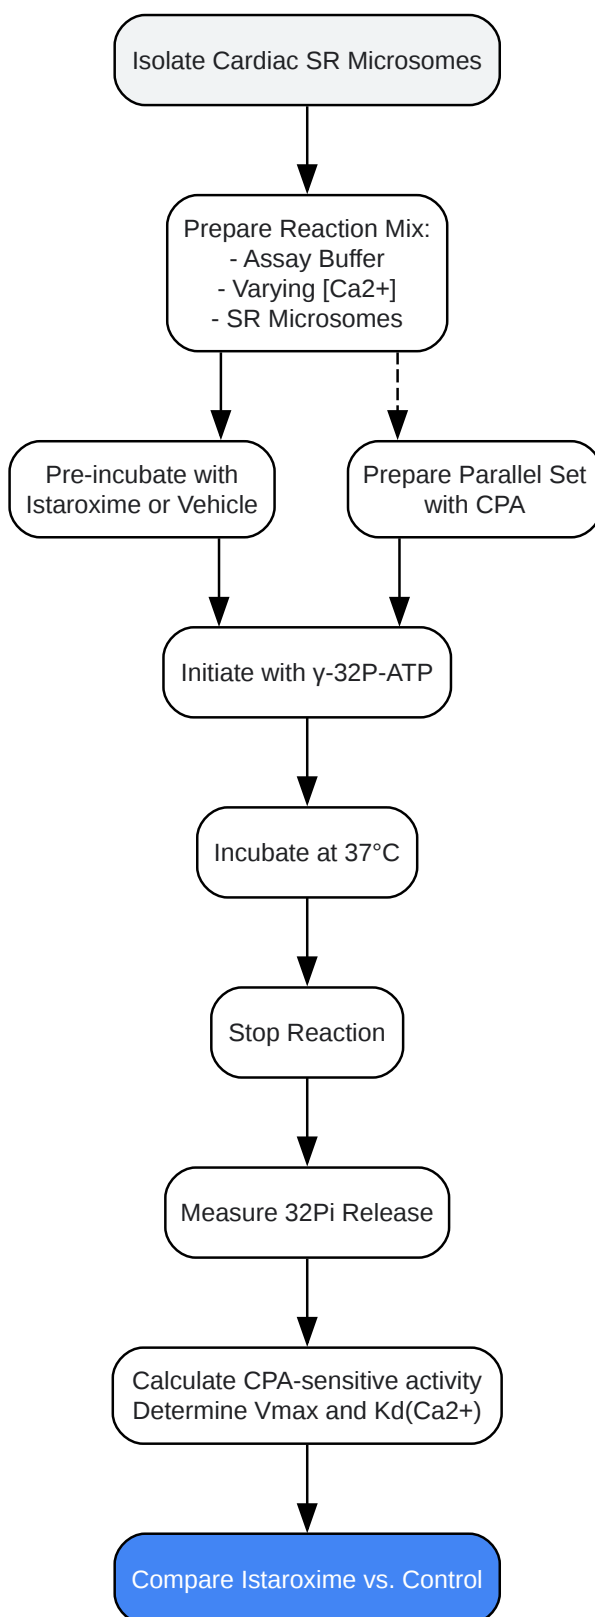 Isolate Cardiac SR Microsomes
Prepare Reaction Mix:
- Assay Buffer
- Varying [Ca2+]
- SR Microsomes
Pre-incubate with
Istaroxime or Vehicle
Prepare Parallel Set
with CPA
Initiate with γ-32P-ATP
Incubate at 37°C
Stop Reaction
Measure 32Pi Release
Calculate CPA-sensitive activity
Determine Vmax and Kd(Ca2+)
Compare Istaroxime vs. Control